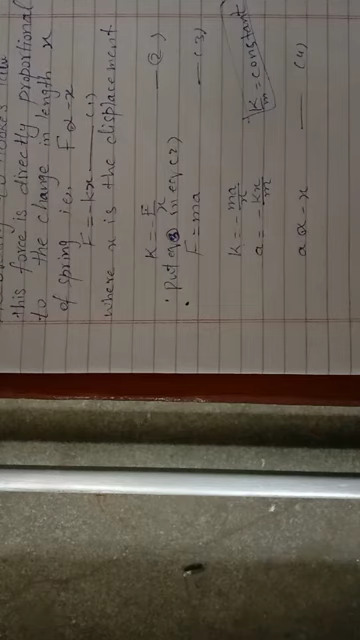 this force is directly proportional
to the change in length x
of spring i.e. F α -x
F = -kx — (1)
where x is the displacement
K = -F/x — (2)
put eq (3) in eq (2)
F = ma — (3)
K = -ma/x
a = -kx/m
k/m = constant
a α -x — (4)